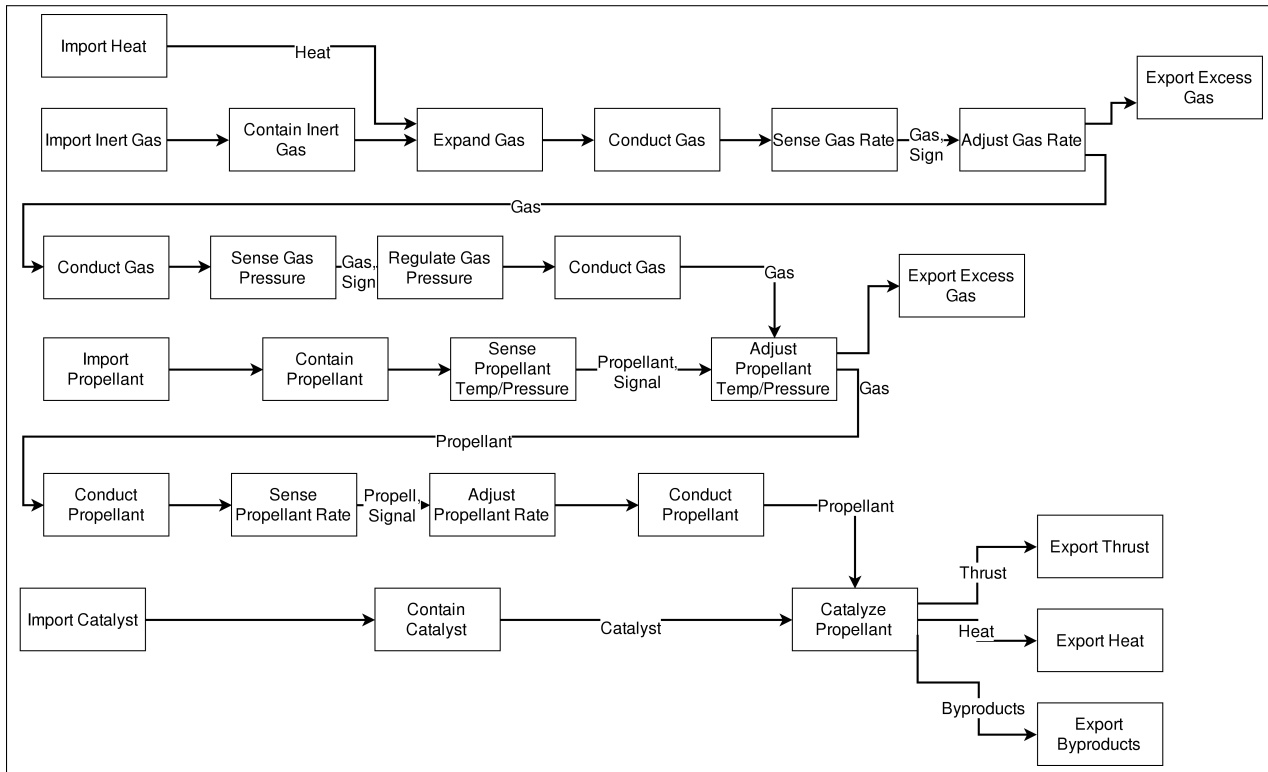 Import Heat
Heat
Export Excess
Gas
Import Inert Gas
Contain Inert
Gas
Expand Gas
Conduct Gas
Sense Gas Rate
Gas,
Sign
Adjust Gas Rate
Gas
Conduct Gas
Sense Gas
Pressure
Gas,
Sign
Regulate Gas
Pressure
Conduct Gas
Gas
Export Excess
Gas
Import
Propellant
Contain
Propellant
Sense
Propellant
Temp/Pressure
Propellant,
Signal
Adjust
Propellant
Temp/Pressure
Gas
Propellant
Conduct
Propellant
Sense
Propellant Rate
Propell,
Signal
Adjust
Propellant Rate
Conduct
Propellant
Propellant
Export Thrust
Thrust
Import Catalyst
Contain
Catalyst
Catalyst
Catalyze
Propellant
Heat
Export Heat
Byproducts
Export
Byproducts